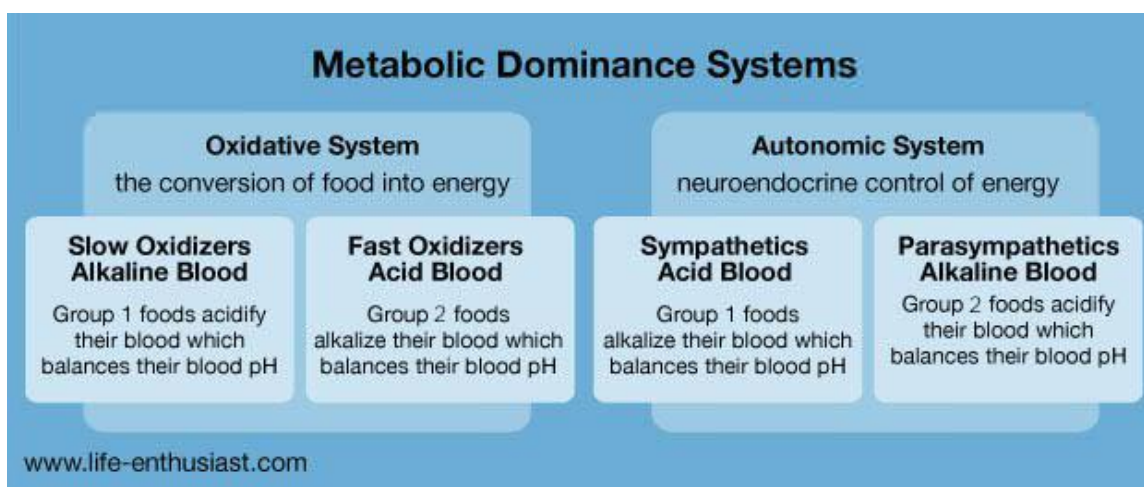 Metabolic Dominance Systems
Oxidative System
the conversion of food into energy
Slow Oxidizers
Alkaline Blood
Group 1 foods acidify
their blood which
balances their blood pH
Fast Oxidizers
Acid Blood
Group 2 foods
alkalize their blood which
balances their blood pH
Autonomic System
neuroendocrine control of energy
Sympathetics
Acid Blood
Group 1 foods
alkalize their blood which
balances their blood pH
Parasympathetics
Alkaline Blood
Group 2 foods acidify
their blood which
balances their blood pH
www.life-enthusiast.com